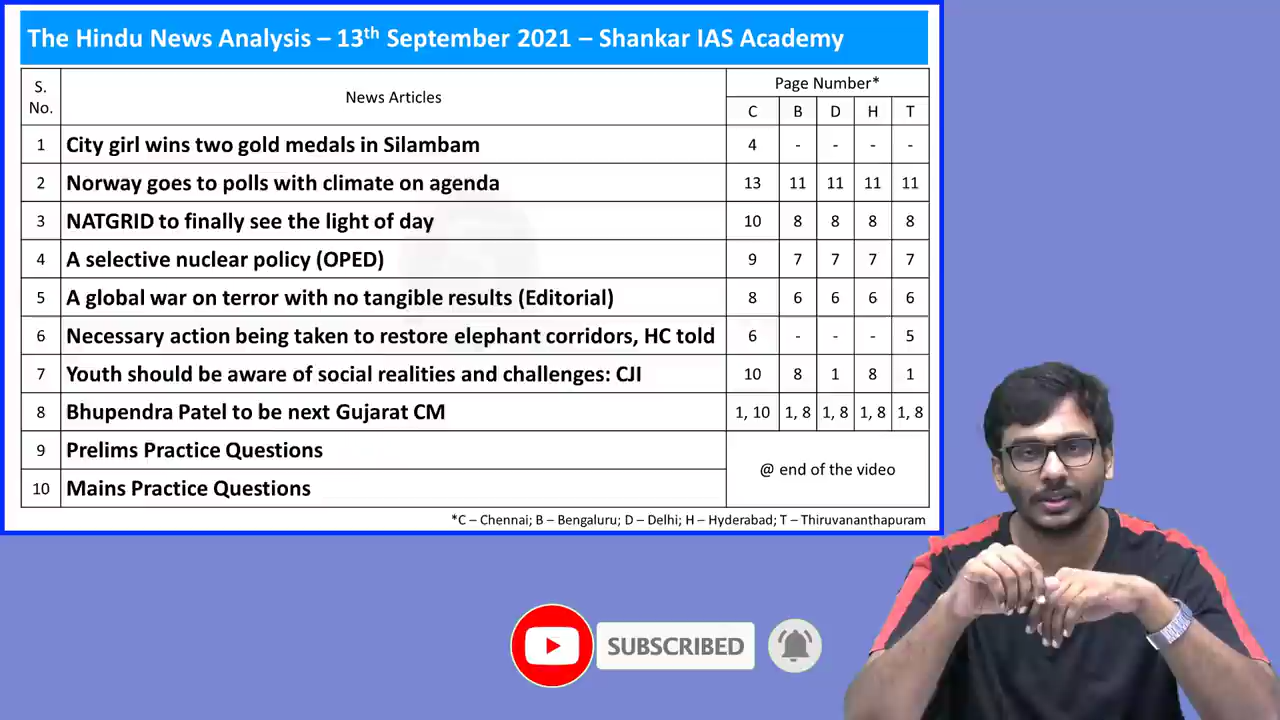 The Hindu News Analysis – 13th September 2021 – Shankar IAS Academy
S. No. News Articles Page Number*
C B D H T
1 City girl wins two gold medals in Silambam 4 - - - -
2 Norway goes to polls with climate on agenda 13 11 11 11 11
3 NATGRID to finally see the light of day 10 8 8 8 8
4 A selective nuclear policy (OPED) 9 7 7 7 7
5 A global war on terror with no tangible results (Editorial) 8 6 6 6 6
6 Necessary action being taken to restore elephant corridors, HC told 6 - - - 5
7 Youth should be aware of social realities and challenges: CJI 10 8 1 8 1
8 Bhupendra Patel to be next Gujarat CM 1, 10 1, 8 1, 8 1, 8 1, 8
9 Prelims Practice Questions
@ end of the video
10 Mains Practice Questions
*C – Chennai; B – Bengaluru; D – Delhi; H – Hyderabad; T – Thiruvananthapuram
SUBSCRIBED